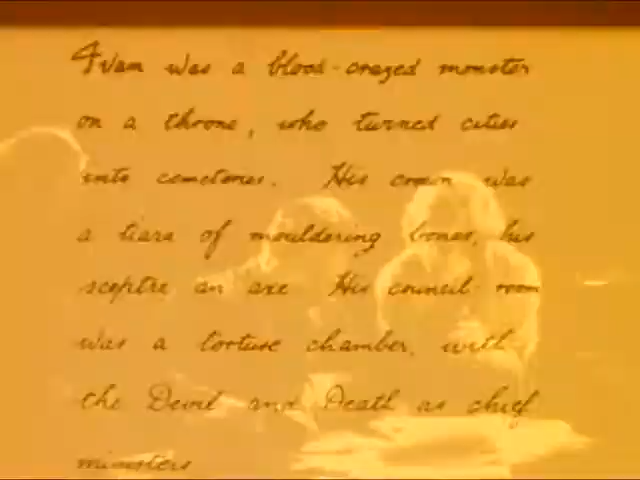 Ivan was a blood-crazed monster
on a throne, who turned cities
into cemeteries. His crown was
a tiara of mouldering bones, his
sceptre an axe His council-room
was a torture chamber, with
the Devil and Death as chief
ministers